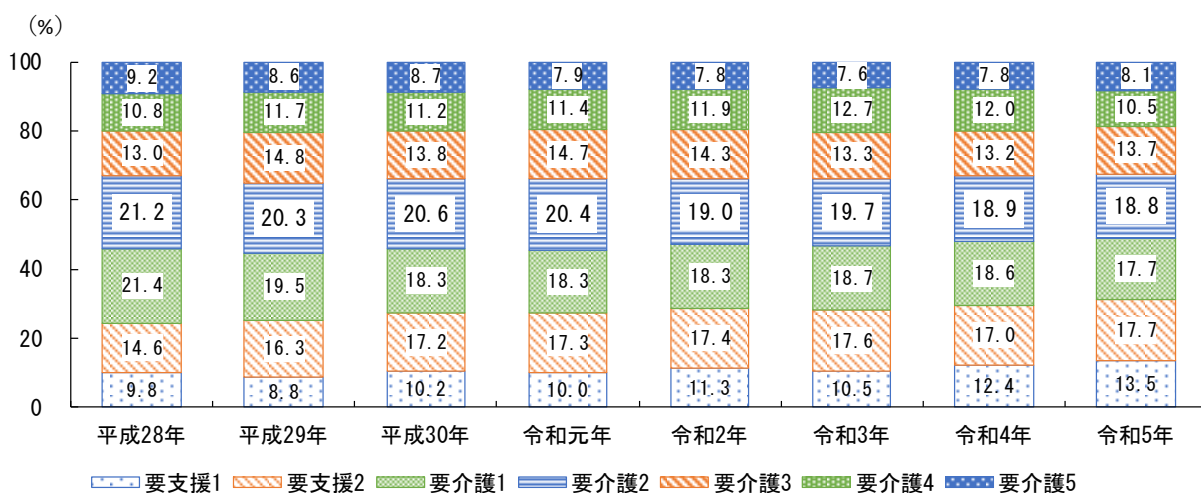 (%)
100
80
60
40
20
0
9.2 8.6 8.7 7.9 7.8 7.6 7.8 8.1
10.8 11.7 11.2 11.4 11.9 12.7 12.0 10.5
13.0 14.8 13.8 14.7 14.3 13.3 13.2 13.7
21.2 20.3 20.6 20.4 19.0 19.7 18.9 18.8
21.4 19.5 18.3 18.3 18.3 18.7 18.6 17.7
14.6 16.3 17.2 17.3 17.4 17.6 17.0 17.7
9.8 8.8 10.2 10.0 11.3 10.5 12.4 13.5
平成28年 平成29年 平成30年 令和元年 令和2年 令和3年 令和4年 令和5年
要支援1 要支援2 要介護1 要介護2 要介護3 要介護4 要介護5